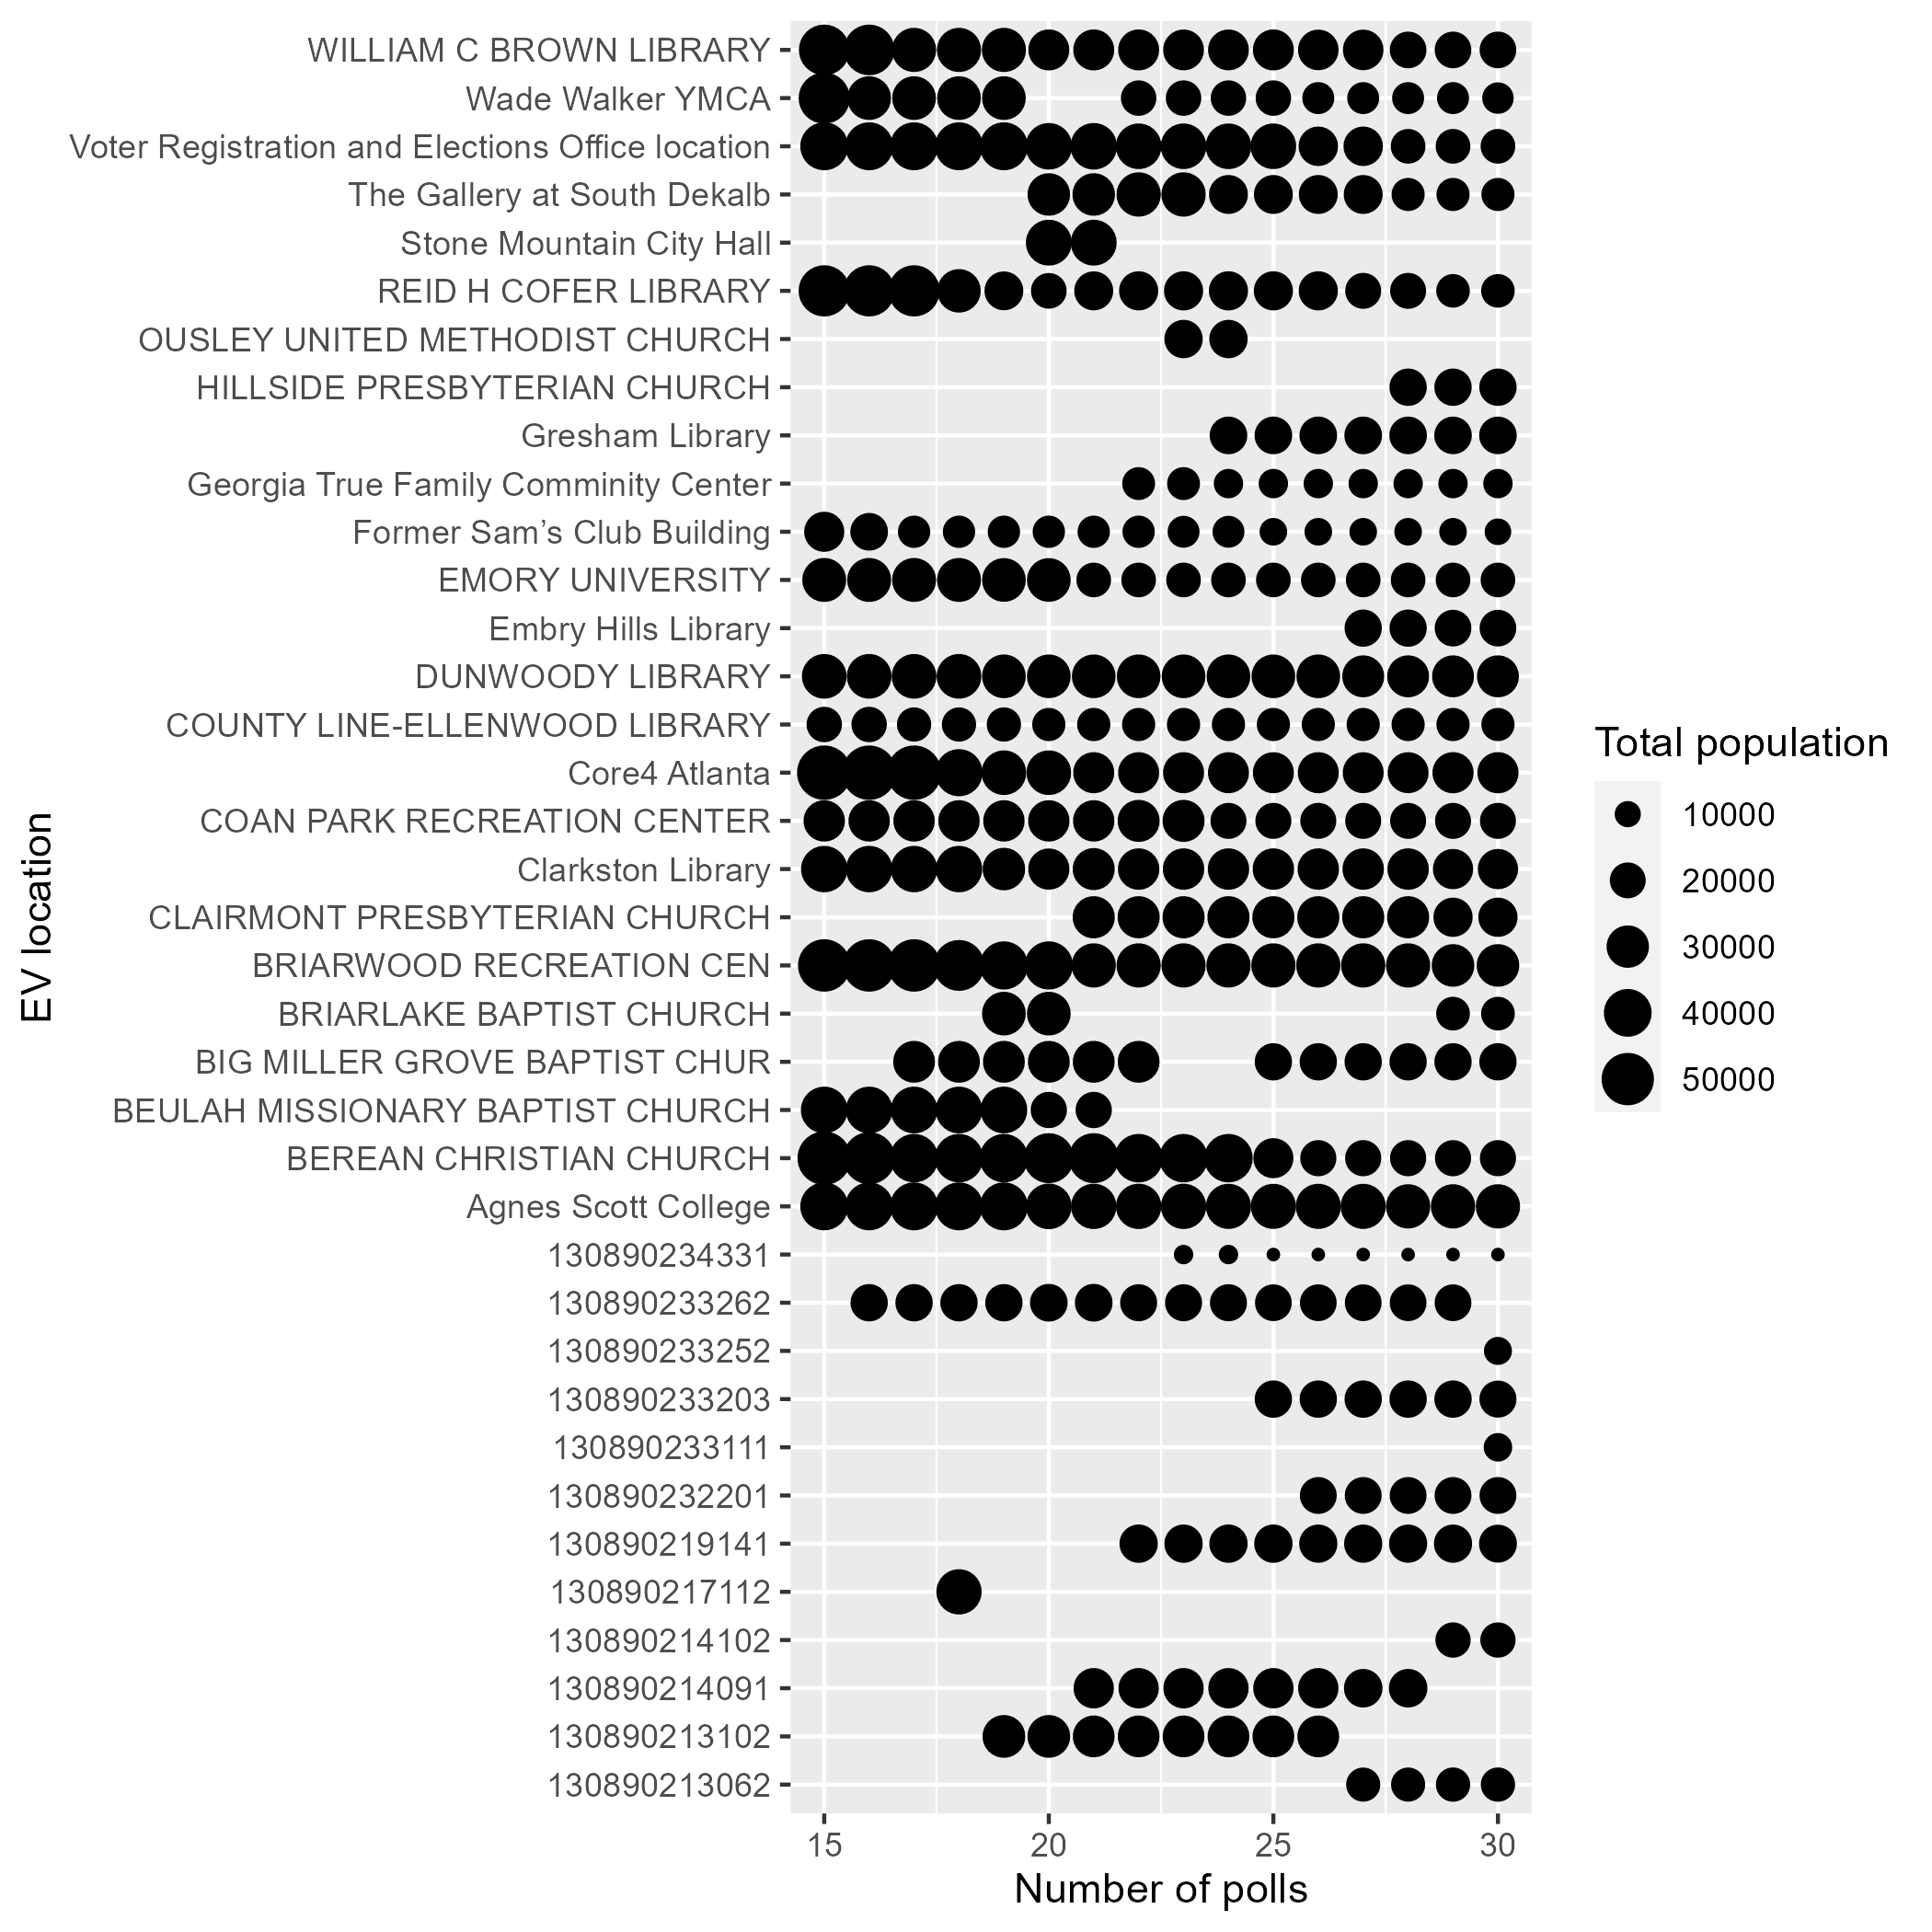 WILLIAM C BROWN LIBRARY
Wade Walker YMCA
Voter Registration and Elections Office location
The Gallery at South Dekalb
Stone Mountain City Hall
REID H COFER LIBRARY
OUSLEY UNITED METHODIST CHURCH
HILLSIDE PRESBYTERIAN CHURCH
Gresham Library
Georgia True Family Comminity Center
Former Sam’s Club Building
EMORY UNIVERSITY
Embry Hills Library
DUNWOODY LIBRARY
COUNTY LINE-ELLENWOOD LIBRARY
Core4 Atlanta
COAN PARK RECREATION CENTER
Clarkston Library
CLAIRMONT PRESBYTERIAN CHURCH
BRIARWOOD RECREATION CEN
BRIARLAKE BAPTIST CHURCH
BIG MILLER GROVE BAPTIST CHUR
BEULAH MISSIONARY BAPTIST CHURCH
BEREAN CHRISTIAN CHURCH
Agnes Scott College
130890234331
130890233262
130890233252
130890233203
130890233111
130890232201
130890219141
130890217112
130890214102
130890214091
130890213102
130890213062
EV location
15 20 25 30
Number of polls
Total population
10000
20000
30000
40000
50000